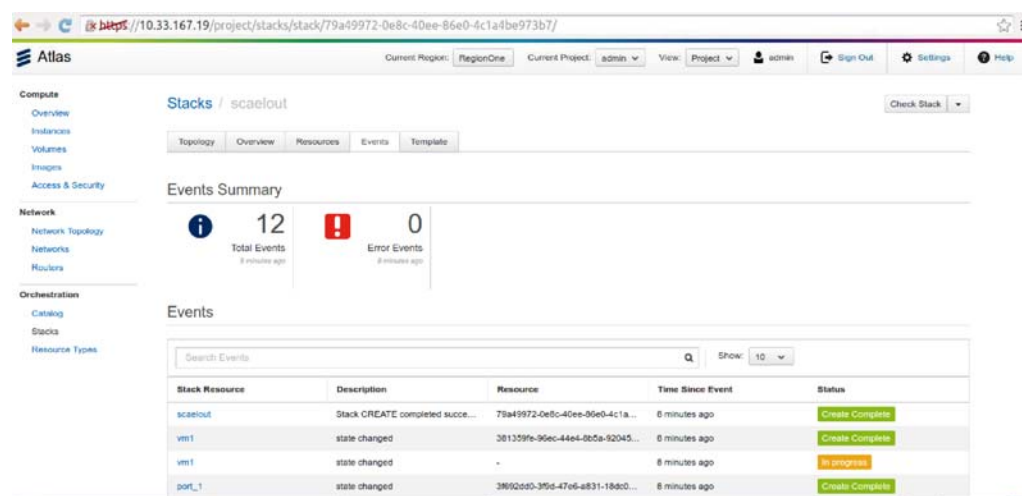 https://10.33.167.19/project/stacks/stack/79a49972-0e8c-40ee-86e0-4c1a4be973b7/
Atlas
Current Region: RegionOne Current Project: admin View: Project admin Sign Out Settings Help
Compute
Overview
Instances
Volumes
Images
Access & Security
Network
Network Topology
Networks
Routers
Orchestration
Catalog
Stacks
Resource Types
Stacks / scaelout
Check Stack
Topology Overview Resources Events Template
Events Summary
12
Total Events
8 minutes ago
0
Error Events
8 minutes ago
Events
Search Events
Show: 10
Stack Resource Description Resource Time Since Event Status
scaelout Stack CREATE completed succe... 79a49972-0e8c-40ee-86e0-4c1a... 8 minutes ago Create Complete
vm1 state changed 381359fe-96ec-44e4-8b5a-92045... 8 minutes ago Create Complete
vm1 state changed - 8 minutes ago In progress
port_1 state changed 3f692dd0-3f9d-47e6-a831-18dc0... 8 minutes ago Create Complete